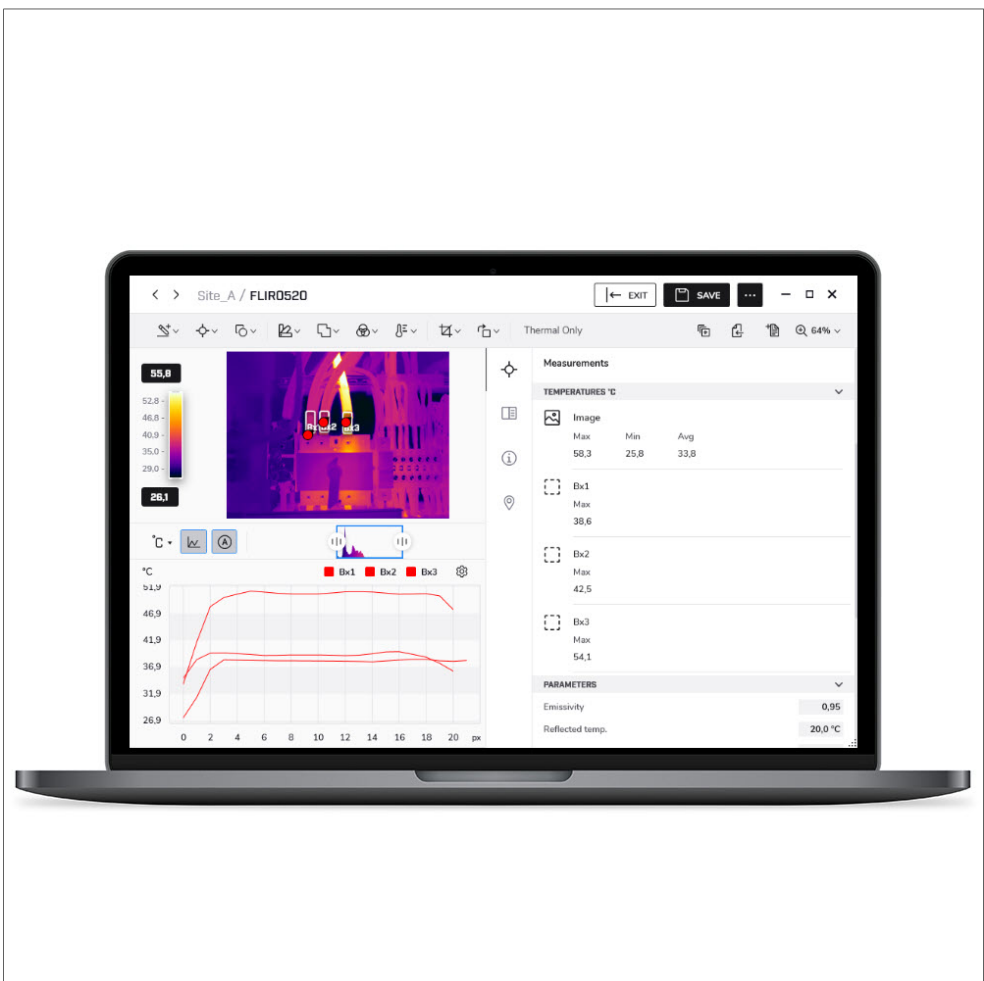 Site_A / FLIR0520
EXIT
SAVE
Thermal Only
64%
55,8
52.8
46,8
40.9
35.0
29.0
26,1
Bx1
Bx2
Bx3
°C
A
°C
Bx1
Bx2
Bx3
51,9
46,9
41,9
36,9
31,9
26,9
0 2 4 6 8 10 12 14 16 18 20 px
Measurements
TEMPERATURES °C
Image
Max Min Avg
58,3 25,8 33,8
Bx1
Max
38,6
Bx2
Max
42,5
Bx3
Max
54,1
PARAMETERS
Emissivity 0,95
Reflected temp. 20,0 °C